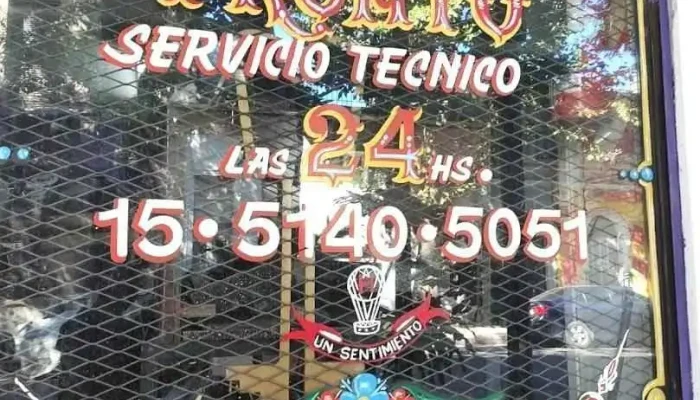 SERVICIO TECNICO
LAS 24 HS.
15·5140·5051
UN SENTIMIENTO